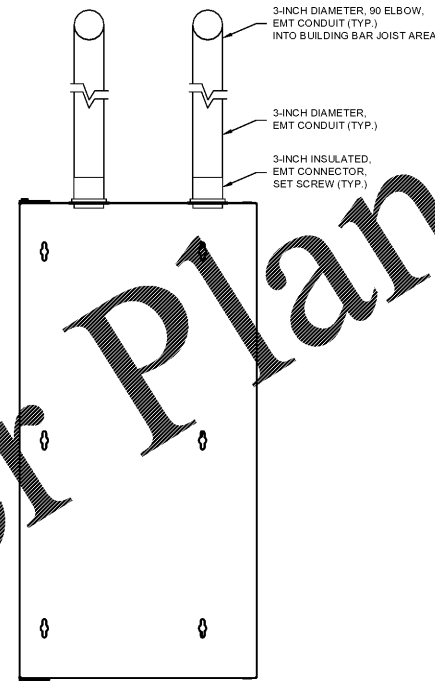 3-INCH DIAMETER, 90 ELBOW,
EMT CONDUIT (TYP.)
INTO BUILDING BAR JOIST AREA
3-INCH DIAMETER,
EMT CONDUIT (TYP.)
3-INCH INSULATED,
EMT CONNECTOR,
SET SCREW (TYP.)
Plan